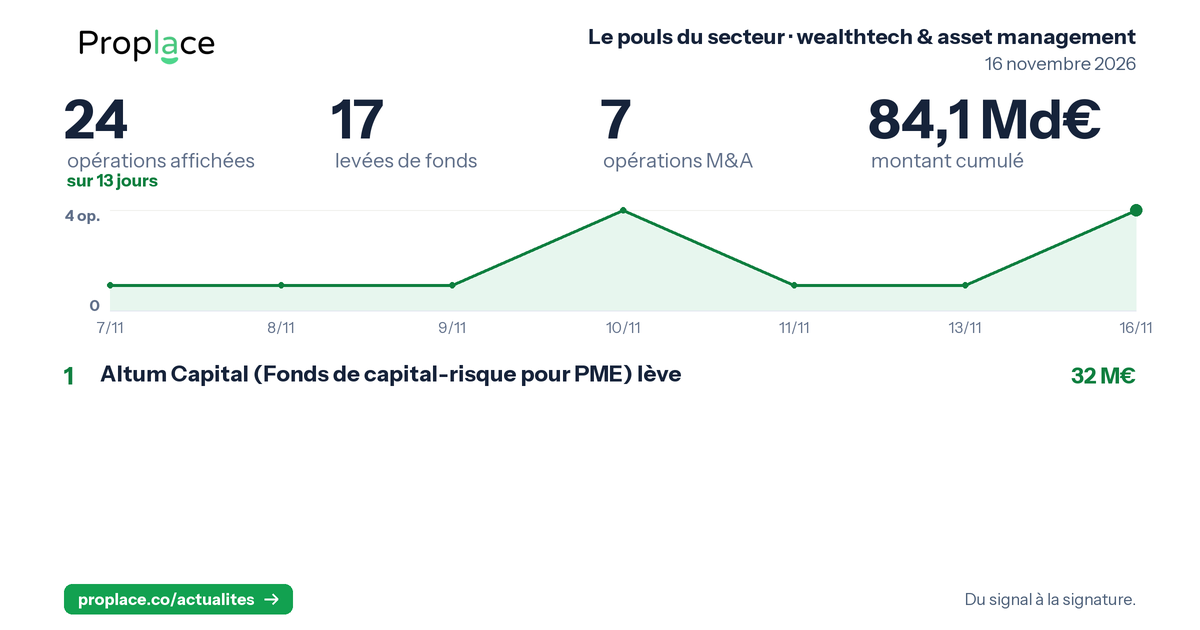 Proplace
Le pouls du secteur · wealthtech & asset management
16 novembre 2026
24
opérations affichées
sur 13 jours
17
levées de fonds
7
opérations M&A
84,1 Md€
montant cumulé
4 op.
0
7/11 8/11 9/11 10/11 11/11 13/11 16/11
1 Altum Capital (Fonds de capital-risque pour PME) lève 32 M€
proplace.co/actualites →
Du signal à la signature.